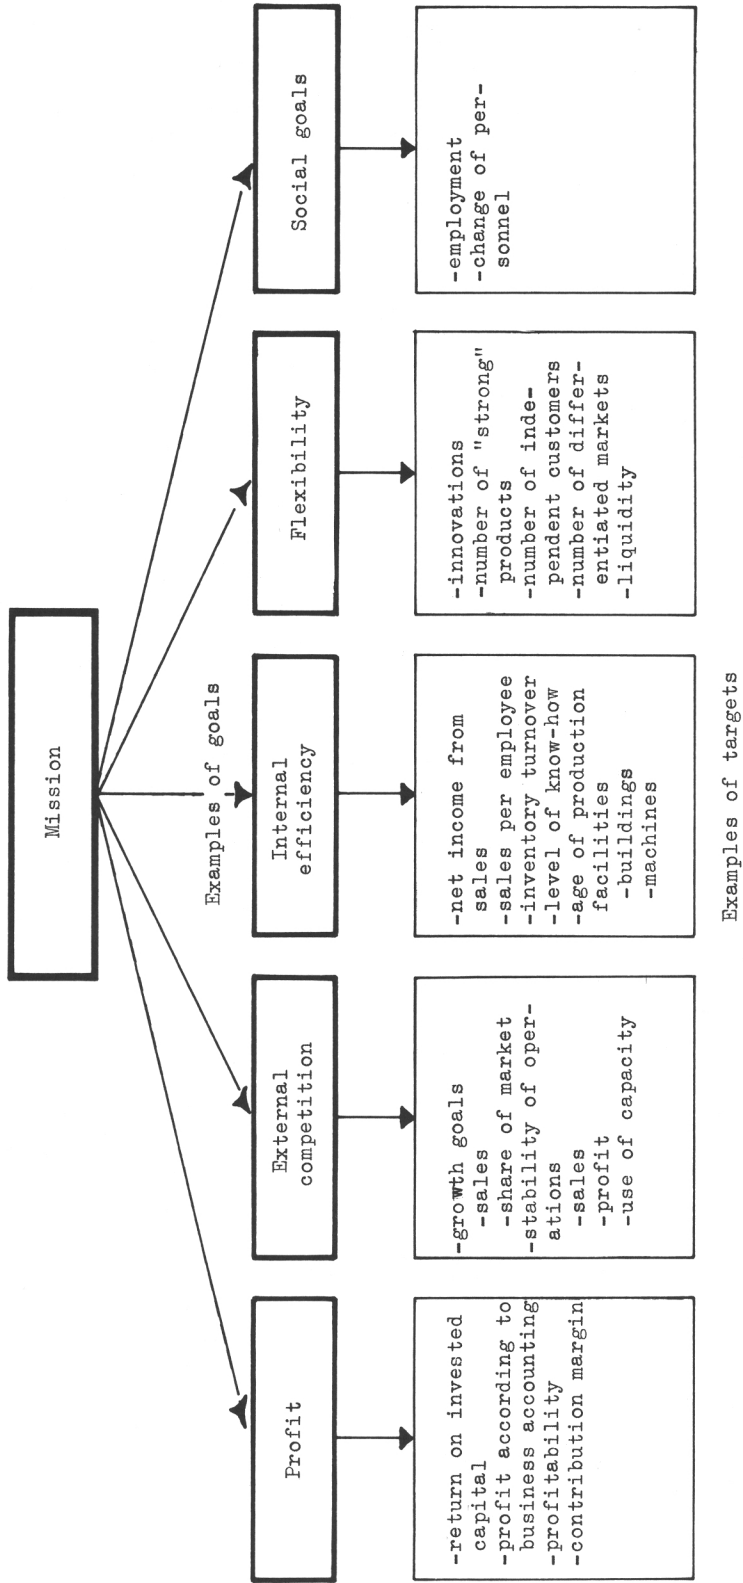 Mission
Examples of goals
Profit
External
competition
Internal
efficiency
Flexibility
Social goals
-return on invested
capital
-profit according to
business accounting
-profitability
-contribution margin
-growth goals
-sales
-share of market
-stability of oper-
ations
-sales
-profit
-use of capacity
-net income from
sales
-sales per employee
-inventory turnover
-level of know-how
-age of production
facilities
-buildings
-machines
-innovations
-number of "strong"
products
-number of inde-
pendent customers
-number of differ-
entiated markets
-liquidity
-employment
-change of per-
sonnel
Examples of targets